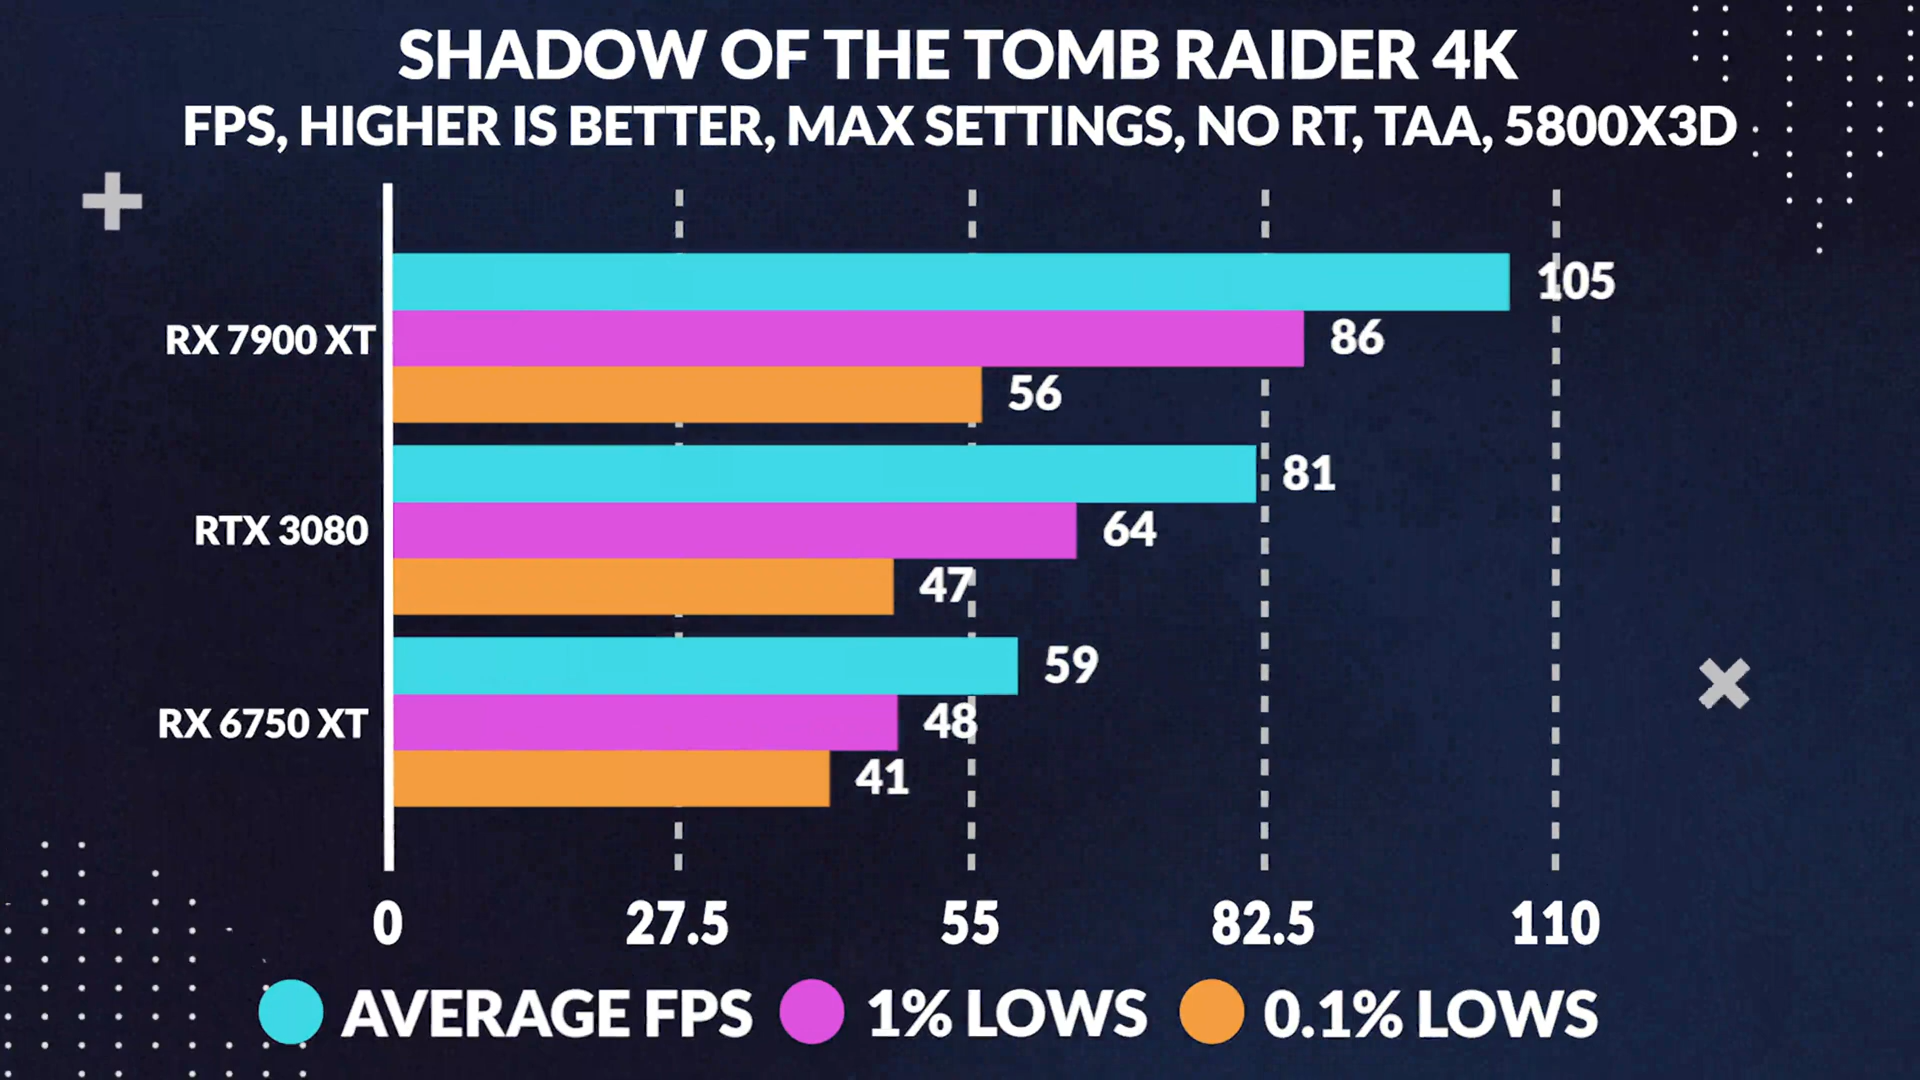 SHADOW OF THE TOMB RAIDER 4K
FPS, HIGHER IS BETTER, MAX SETTINGS, NO RT, TAA, 5800X3D
105
RX 7900 XT
86
56
81
RTX 3080
64
47
59
RX 6750 XT
48
41
0 27.5 55 82.5 110
AVERAGE FPS 1% LOWS 0.1% LOWS